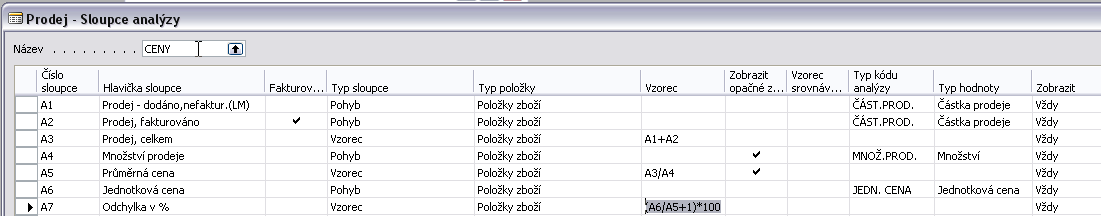 Prodej - Sloupce analýzy
Název . . . . . . . . . CENY
Číslo sloupce Hlavička sloupce Fakturov... Typ sloupce Typ položky Vzorec Zobrazit opačné z... Vzorec srovnáv... Typ kódu analýzy Typ hodnoty Zobrazit
A1 Prodej - dodáno,nefaktur.(LM) Pohyb Položky zboží ČÁST.PROD. Částka prodeje Vždy
A2 Prodej, fakturováno ✔ Pohyb Položky zboží ČÁST.PROD. Částka prodeje Vždy
A3 Prodej, celkem Vzorec Položky zboží A1+A2 Vždy
A4 Množství prodeje Pohyb Položky zboží ✔ MNOŽ.PROD. Množství Vždy
A5 Průměrná cena Vzorec Položky zboží A3/A4 ✔ Vždy
A6 Jednotková cena Pohyb Položky zboží JEDN. CENA Jednotková cena Vždy
A7 Odchylka v % Vzorec Položky zboží (A6/A5+1)*100 Vždy